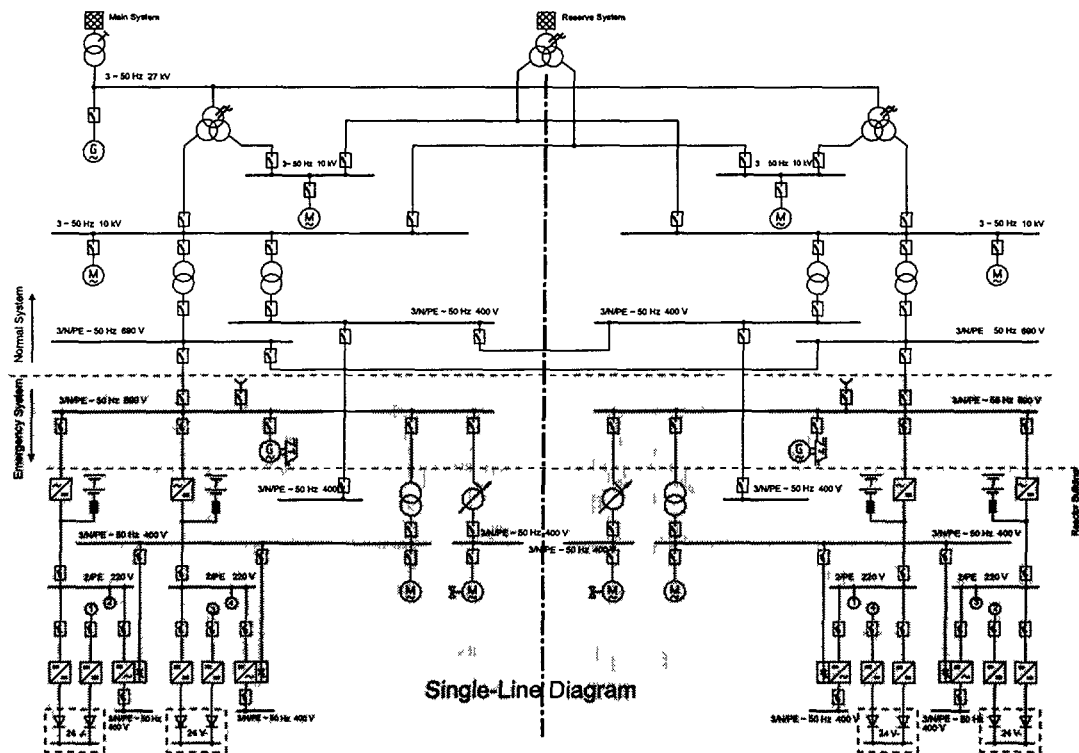 Main System
Reserve System
3 ~ 50 Hz 27 kV
G
3~ 50 Hz 10 kV
3 50 Hz 10 kV
M
M
3 ~ 50 Hz 10 kV
3 ~ 50 Hz 10 kV
M
M
Normal System
3/N/PE ~ 50 Hz 400 V
3/N/PE ~ 50 Hz 400 V
3/N/PE ~ 50 Hz 690 V
3/N/PE 50 Hz 690 V
Emergency System
3/N/PE ~ 50 Hz 690 V
3/N/PE ~ 50 Hz 690 V
G
G
Reactor Building
3/N/PE ~ 50 Hz 400 V
3/N/PE ~ 50 Hz 400 V
3/N/PE ~ 50 Hz 400 V
3/N/PE ~ 50 Hz 400 V
3/N/PE ~ 50 Hz 400 V
3/N/PE ~ 50 Hz 400 V
2/PE 220 V
2/PE 220 V
2/PE 220 V
2/PE 220 V
M
M
M
M
Single-Line Diagram
3/N/PE ~ 50 Hz
400 V
3/N/PE ~ 50 Hz 400 V
3/N/PE ~ 50 Hz 400 V
3/N/PE ~ 50 Hz
400 V
24 V
24 V
24 V
24 V